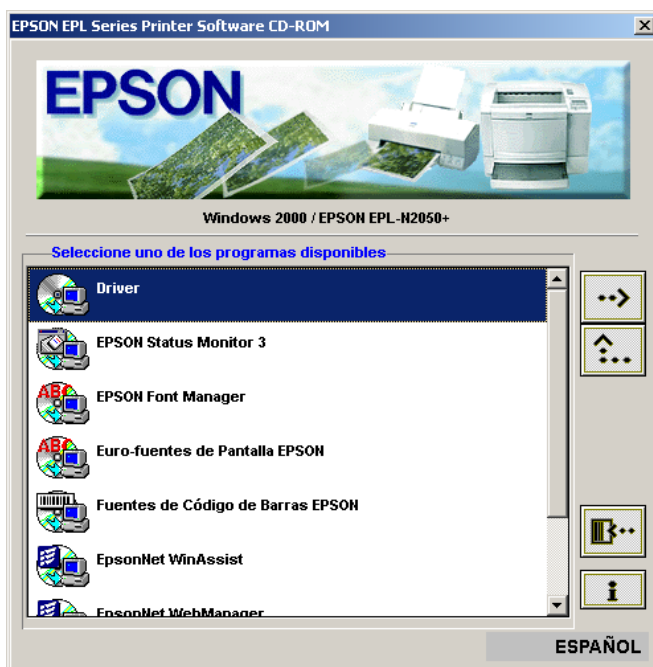 EPSON EPL Series Printer Software CD-ROM
EPSON
Windows 2000 / EPSON EPL-N2050+
Seleccione uno de los programas disponibles
Driver
EPSON Status Monitor 3
ABC
EPSON Font Manager
ABC
Euro-fuentes de Pantalla EPSON
Fuentes de Código de Barras EPSON
EpsonNet WinAssist
EpsonNet WebManager
ESPAÑOL